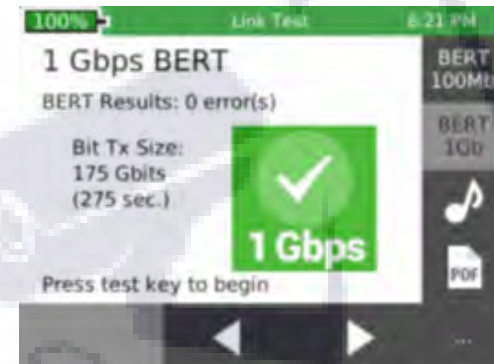 100%
Link Test
6:21 PM
1 Gbps BERT
BERT Results: 0 error(s)
Bit Tx Size:
175 Gbits
(275 sec.)
1 Gbps
Press test key to begin
BERT
100Mb
BERT
1Gb
PDF
...